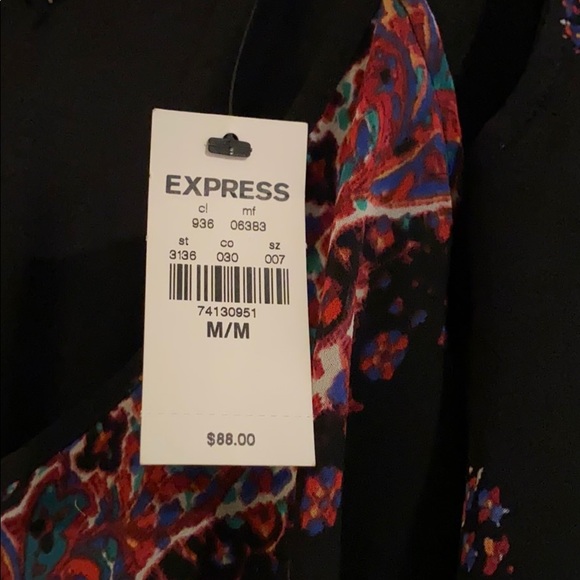 EXPRESS
cl mf
936 06383
st co sz
3136 030 007
74130951
M/M
$88.00